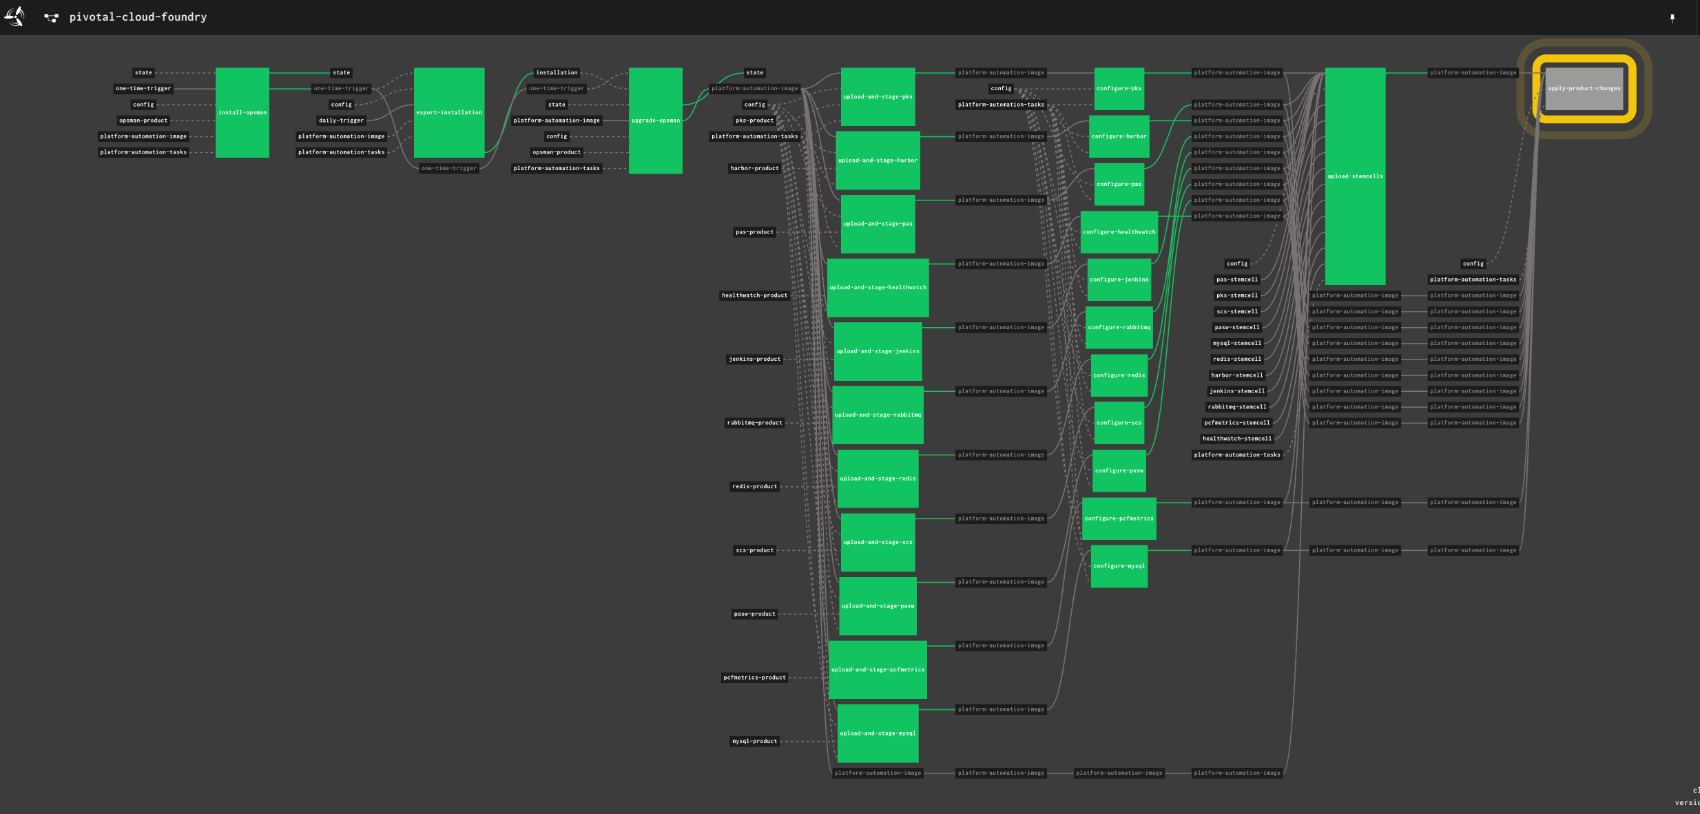 pivotal-cloud-foundry
state
one-time-trigger
config
opsman-product
platform-automation-image
platform-automation-tasks
install-opsman
state
one-time-trigger
config
daily-trigger
platform-automation-image
platform-automation-tasks
export-installation
one-time-trigger
installation
one-time-trigger
state
platform-automation-image
config
opsman-product
platform-automation-tasks
upgrade-opsman
state
platform-automation-image
config
pks-product
platform-automation-tasks
harbor-product
pas-product
healthwatch-product
jenkins-product
rabbitmq-product
redis-product
scs-product
pasw-product
pcfmetrics-product
mysql-product
upload-and-stage-pks
upload-and-stage-harbor
upload-and-stage-pas
upload-and-stage-healthwatch
upload-and-stage-jenkins
upload-and-stage-rabbitmq
upload-and-stage-redis
upload-and-stage-scs
upload-and-stage-pasw
upload-and-stage-pcfmetrics
upload-and-stage-mysql
platform-automation-image
platform-automation-image
config
platform-automation-tasks
platform-automation-image
platform-automation-image
platform-automation-image
platform-automation-image
platform-automation-image
platform-automation-image
platform-automation-image
platform-automation-image
platform-automation-image
platform-automation-image
platform-automation-image
configure-pks
configure-harbor
configure-pas
configure-healthwatch
configure-jenkins
configure-rabbitmq
configure-redis
configure-scs
configure-pasw
configure-pcfmetrics
configure-mysql
platform-automation-image
platform-automation-image
platform-automation-image
platform-automation-image
platform-automation-image
platform-automation-image
platform-automation-image
platform-automation-image
platform-automation-image
platform-automation-image
config
pas-stemcell
pks-stemcell
scs-stemcell
pasw-stemcell
mysql-stemcell
redis-stemcell
harbor-stemcell
jenkins-stemcell
rabbitmq-stemcell
pcfmetrics-stemcell
healthwatch-stemcell
platform-automation-tasks
platform-automation-image
platform-automation-image
platform-automation-image
upload-stemcells
platform-automation-image
platform-automation-image
platform-automation-image
platform-automation-image
platform-automation-image
platform-automation-image
platform-automation-image
platform-automation-image
platform-automation-image
platform-automation-image
platform-automation-image
platform-automation-image
config
platform-automation-tasks
platform-automation-image
platform-automation-image
platform-automation-image
platform-automation-image
platform-automation-image
platform-automation-image
platform-automation-image
platform-automation-image
platform-automation-image
platform-automation-image
platform-automation-image
apply-product-changes
cl
versio